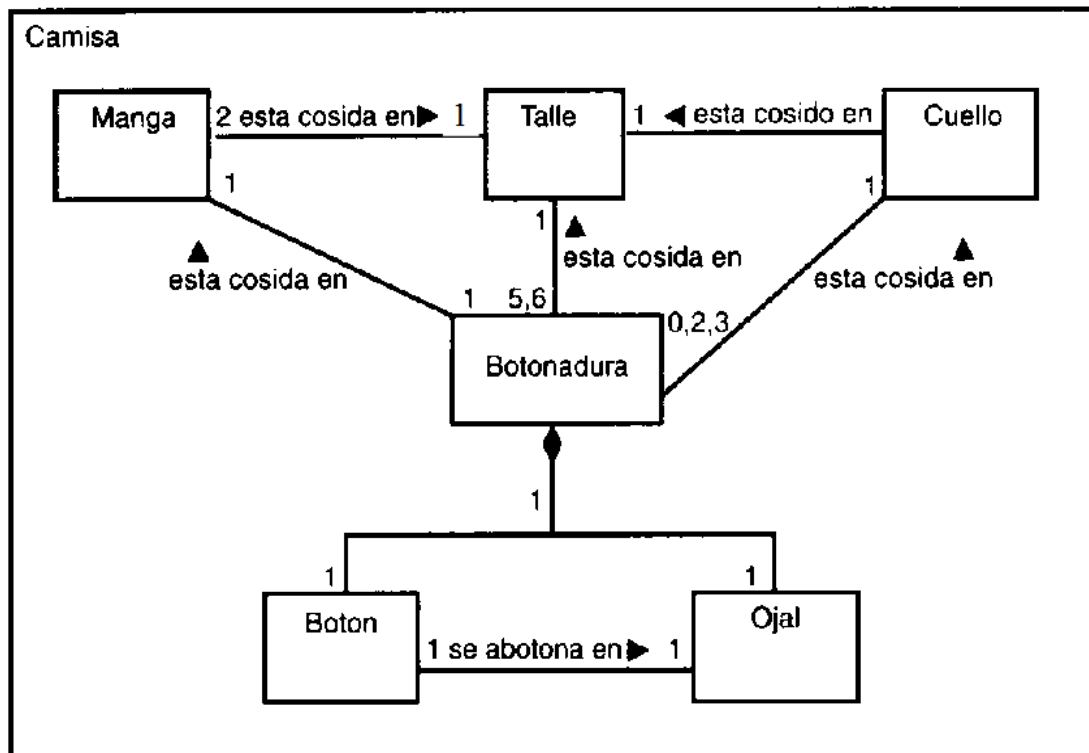 Camisa
Manga
2 esta cosida en 1
Talle
1 esta cosido en
Cuello
1
1
1
esta cosida en
esta cosida en
esta cosida en
1
5,6
0,2,3
Botonadura
1
1
1
Boton
Ojal
1 se abotona en 1